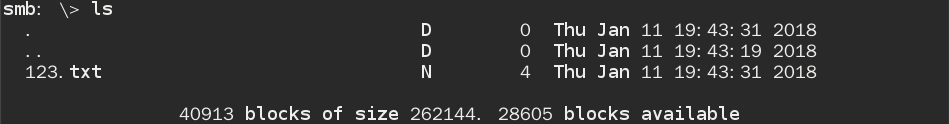 smb: \> ls
. D 0 Thu Jan 11 19:43:31 2018
.. D 0 Thu Jan 11 19:43:19 2018
123.txt N 4 Thu Jan 11 19:43:31 2018
40913 blocks of size 262144. 28605 blocks available